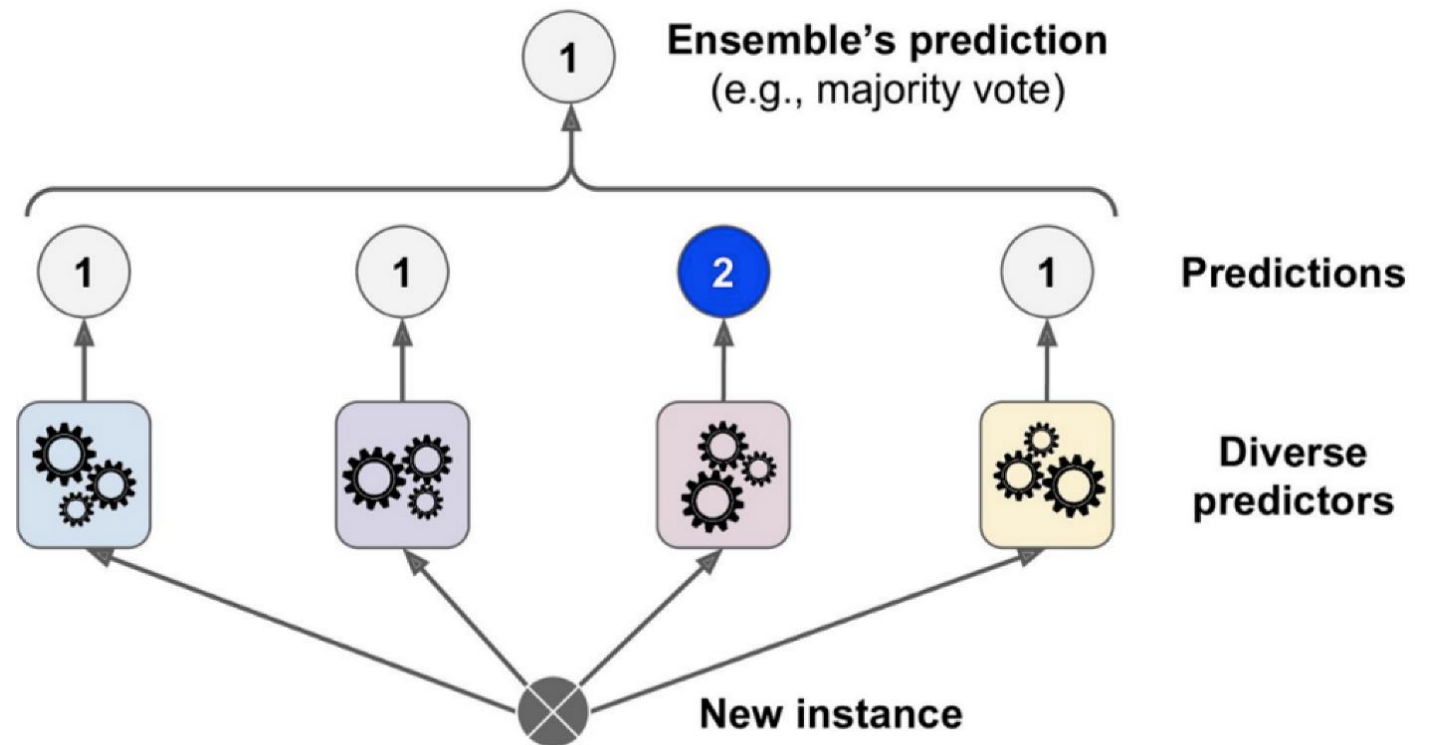 1
Ensemble’s prediction
(e.g., majority vote)
1
1
2
1
Predictions
Diverse
predictors
New instance